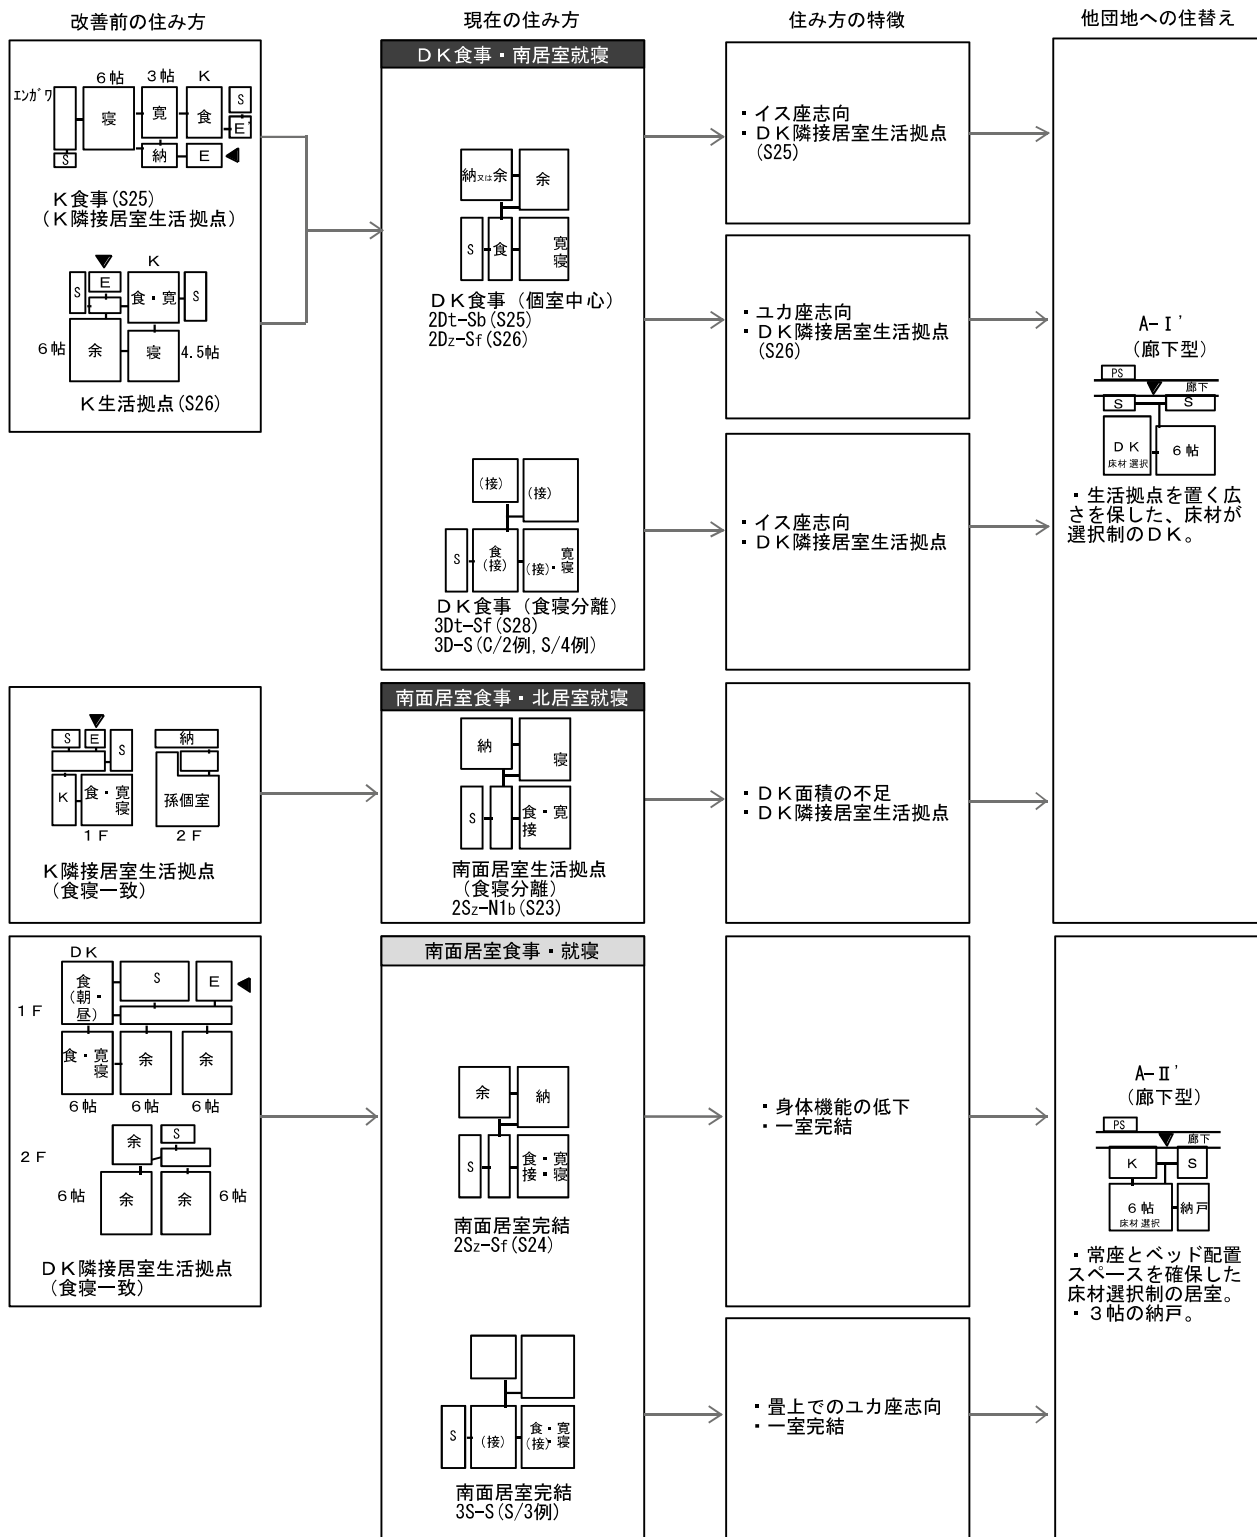 改善前の住み方
現在の住み方
住み方の特徴
他団地への住替え
6帖 3帖 K
エンガワ
寝
寛
食
S
E'
S
納
E
K食事(S25)
(K隣接居室生活拠点)
K
S
E
食・寛
S
6帖
余
寝
4.5帖
K生活拠点(S26)
DK食事・南居室就寝
納又は余
余
S
食
寛
寝
DK食事(個室中心)
2Dt-Sb(S25)
2Dz-Sf(S26)
(接)
(接)
S
食
(接)
寛
(接)・寝
DK食事(食寝分離)
3Dt-Sf(S28)
3D-S(C/2例,S/4例)
・イス座志向
・DK隣接居室生活拠点
(S25)
・ユカ座志向
・DK隣接居室生活拠点
(S26)
・イス座志向
・DK隣接居室生活拠点
A-Ⅰ'
(廊下型)
PS
廊下
S
S
DK
床材選択
6帖
・生活拠点を置く広
さを保した、床材が
選択制のDK。
S
E
S
K
食・寛
寝
1F
納
孫個室
2F
K隣接居室生活拠点
(食寝一致)
南面居室食事・北居室就寝
納
寝
S
食・寛
接
南面居室生活拠点
(食寝分離)
2Sz-N1b(S23)
・DK面積の不足
・DK隣接居室生活拠点
DK
1F
食
(朝・
昼)
S
E
食・寛
寝
余
余
6帖 6帖 6帖
2F
余
S
6帖
余
余
6帖
DK隣接居室生活拠点
(食寝一致)
南面居室食事・就寝
余
納
S
食・寛
接・寝
南面居室完結
2Sz-Sf(S24)
S
(接)
食・寛
(接)・寝
南面居室完結
3S-S(S/3例)
・身体機能の低下
・一室完結
・畳上でのユカ座志向
・一室完結
A-Ⅱ'
(廊下型)
PS
廊下
K
S
6帖
床材選択
納戸
・常座とベッド配置
スペースを確保した
床材選択制の居室。
・3帖の納戸。